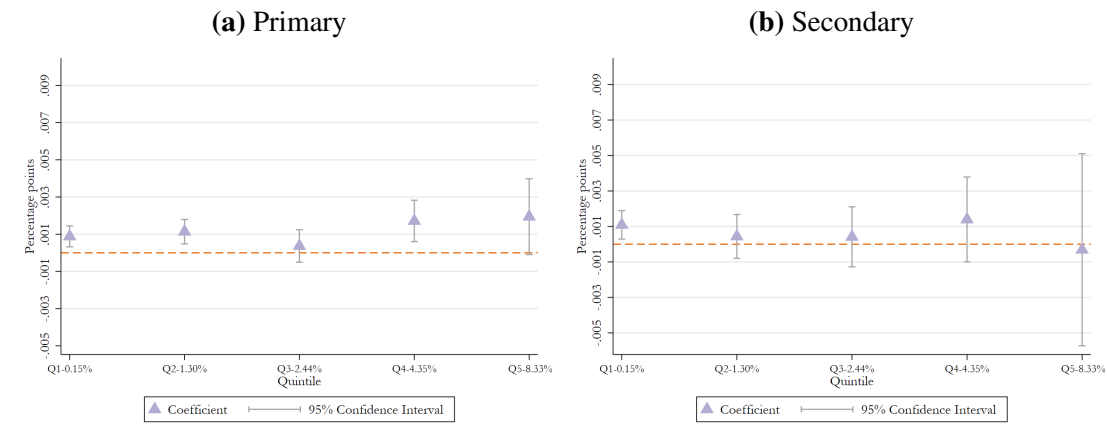 (a) Primary
Percentage points
.009
.007
.005
.003
.001
-.001
-.003
-.005
Q1-0.15% Q2-1.30% Q3-2.44% Q4-4.35% Q5-8.33%
Quintile
Coefficient 95% Confidence Interval
(b) Secondary
Percentage points
.009
.007
.005
.003
.001
-.001
-.003
-.005
Q1-0.15% Q2-1.30% Q3-2.44% Q4-4.35% Q5-8.33%
Quintile
Coefficient 95% Confidence Interval